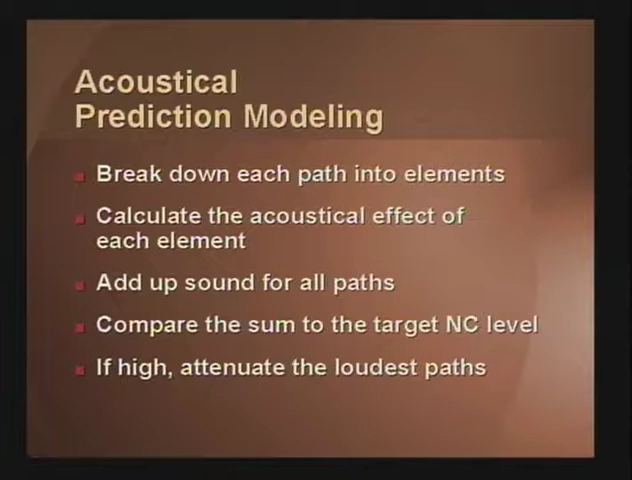 Acoustical
Prediction Modeling
Break down each path into elements
Calculate the acoustical effect of
each element
Add up sound for all paths
Compare the sum to the target NC level
If high, attenuate the loudest paths